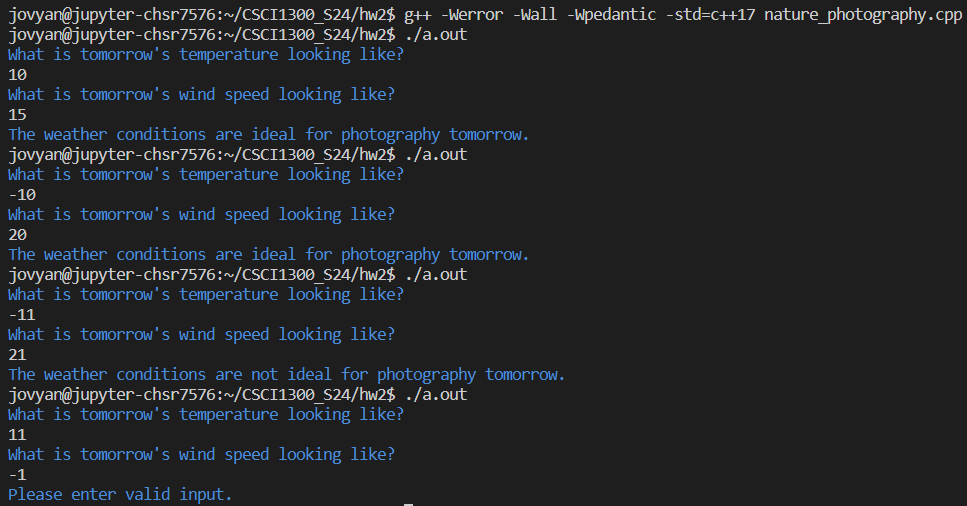 jovyan@jupyter-chsr7576:~/CSCI1300_S24/hw2$ g++ -Werror -Wall -Wpedantic -std=c++17 nature_photography.cpp
jovyan@jupyter-chsr7576:~/CSCI1300_S24/hw2$ ./a.out
What is tomorrow's temperature looking like?
10
What is tomorrow's wind speed looking like?
15
The weather conditions are ideal for photography tomorrow.
jovyan@jupyter-chsr7576:~/CSCI1300_S24/hw2$ ./a.out
What is tomorrow's temperature looking like?
-10
What is tomorrow's wind speed looking like?
20
The weather conditions are ideal for photography tomorrow.
jovyan@jupyter-chsr7576:~/CSCI1300_S24/hw2$ ./a.out
What is tomorrow's temperature looking like?
-11
What is tomorrow's wind speed looking like?
21
The weather conditions are not ideal for photography tomorrow.
jovyan@jupyter-chsr7576:~/CSCI1300_S24/hw2$ ./a.out
What is tomorrow's temperature looking like?
11
What is tomorrow's wind speed looking like?
-1
Please enter valid input.